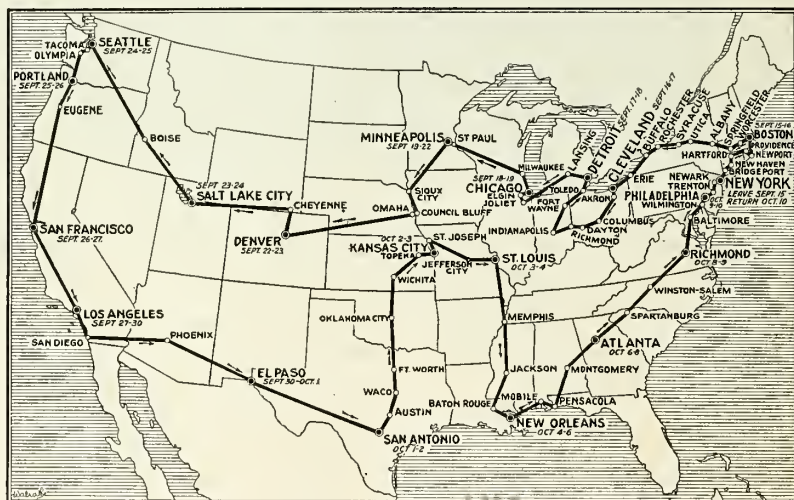 TACOMA
OLYMPIA
SEATTLE
SEPT 24-25
PORTLAND
SEPT. 25-26
EUGENE
BOISE
SEPT 23-24
SALT LAKE CITY
CHEYENNE
DENVER
SEPT. 22-23
SAN FRANCISCO
SEPT. 26-27.
LOS ANGELES
SEPT 27-30
SAN DIEGO
PHOENIX
EL PASO
SEPT 30-OCT. 1
MINNEAPOLIS
SEPT 19-22
ST PAUL
SIOUX
CITY
OMAHA
COUNCIL BLUFF
OCT 2-3
KANSAS CITY
TOPEKA
ST. JOSEPH
JEFFERSON
CITY
WICHITA
OKLAHOMA CITY
FT. WORTH
WACO
AUSTIN
SAN ANTONIO
OCT 1-2
ST. LOUIS
OCT 3-4
MEMPHIS
JACKSON
BATON ROUGE
MOBILE
NEW ORLEANS
OCT 4-6
PENSACOLA
MONTGOMERY
ATLANTA
OCT 6-8
SPARTANBURG
WINSTON-SALEM
RICHMOND
OCT 8-9
BALTIMORE
WILMINGTON
OCT.
9-10
PHILADELPHIA
TRENTON
NEWARK
NEW YORK
LEAVE SEPT. 15
RETURN OCT. 10
BRIDGEPORT
NEW HAVEN
NEWPORT
PROVIDENCE
BOSTON
SEPT 15-16
HARTFORD
WORCESTER
SPRINGFIELD
ALBANY
UTICA
SYRACUSE
ROCHESTER
BUFFALO
ERIE
CLEVELAND
SEPT 16-17
AKRON
COLUMBUS
DAYTON
RICHMOND
INDIANAPOLIS
FORT
WAYNE
TOLEDO
DETROIT
SEPT. 17-18
LANSING
MILWAUKEE
SEPT 18-19
CHICAGO
ELGIN
JOLIET